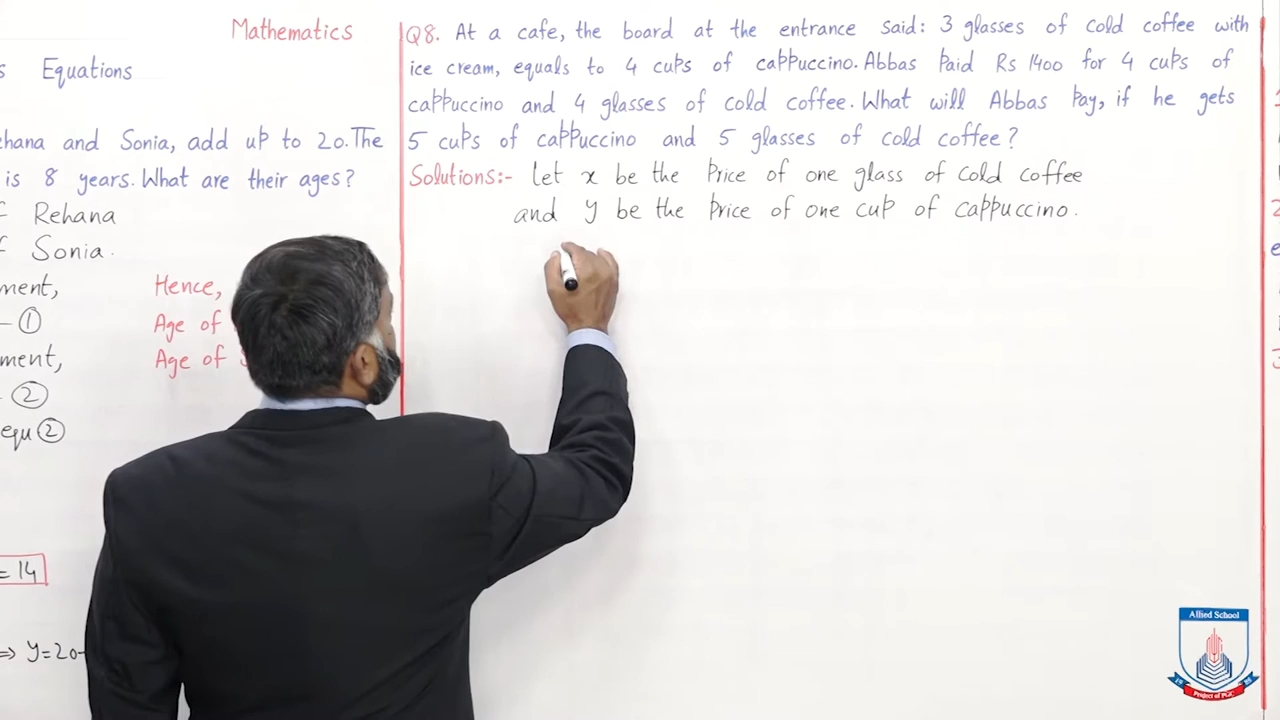 Mathematics
s Equations
ehana and Sonia, add up to 20. The
is 8 years. What are their ages?
f Rehana
f Sonia.
ment,
Hence,
— ①
Age of
ment,
Age of
②
equ ②
= 14
⇒ y=20-
Q8. At a cafe, the board at the entrance said: 3 glasses of cold coffee with
ice cream, equals to 4 cups of cappuccino. Abbas paid Rs 1400 for 4 cups of
cappuccino and 4 glasses of cold coffee. What will Abbas pay, if he gets
5 cups of cappuccino and 5 glasses of cold coffee?
Solutions:- Let x be the Price of one glass of cold coffee
and y be the price of one cup of cappuccino.
Allied School
Project of PGC